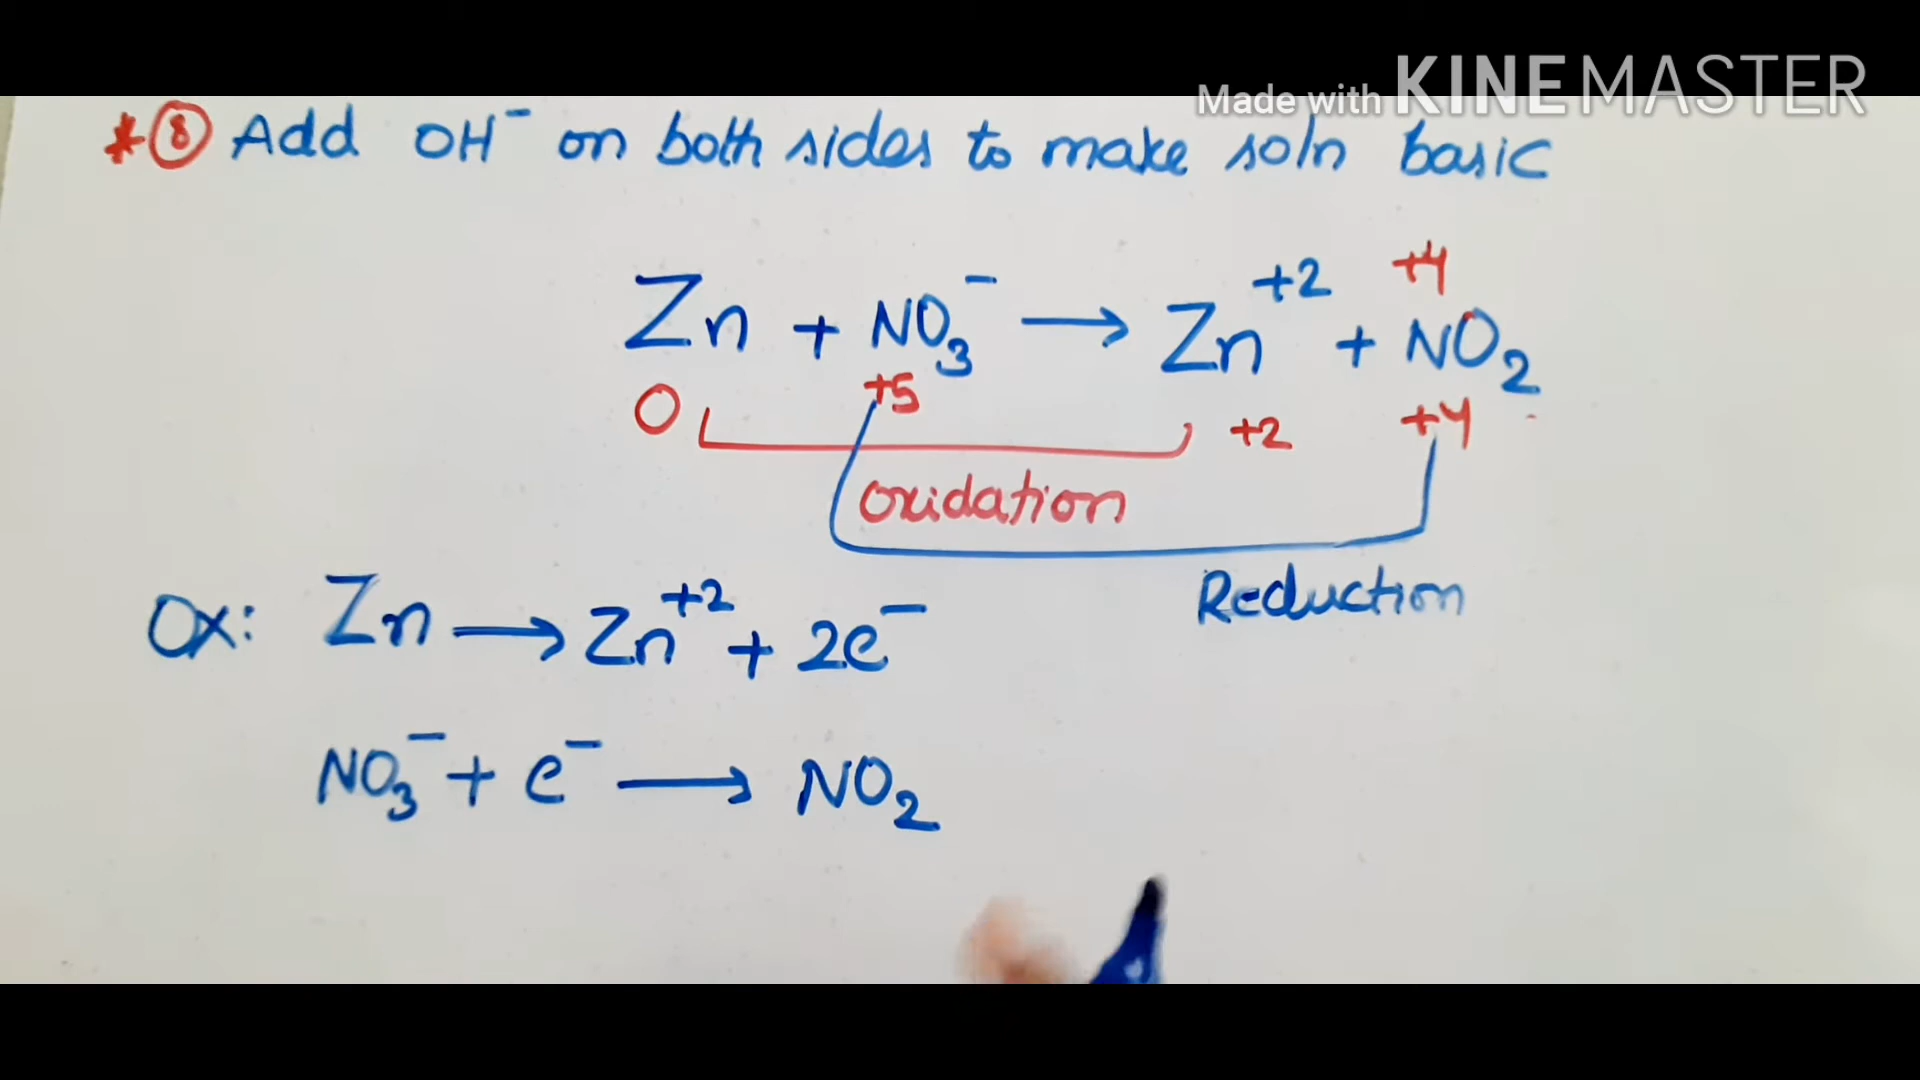 Made with KINEMASTER
* ⑧ Add OH⁻ on both sides to make soln basic
+4
Zn + NO₃⁻ → Zn⁺² + NO₂
0 +5 +2 +4
oxidation
Reduction
Ox: Zn → Zn⁺² + 2e⁻
NO₃⁻ + e⁻ → NO₂